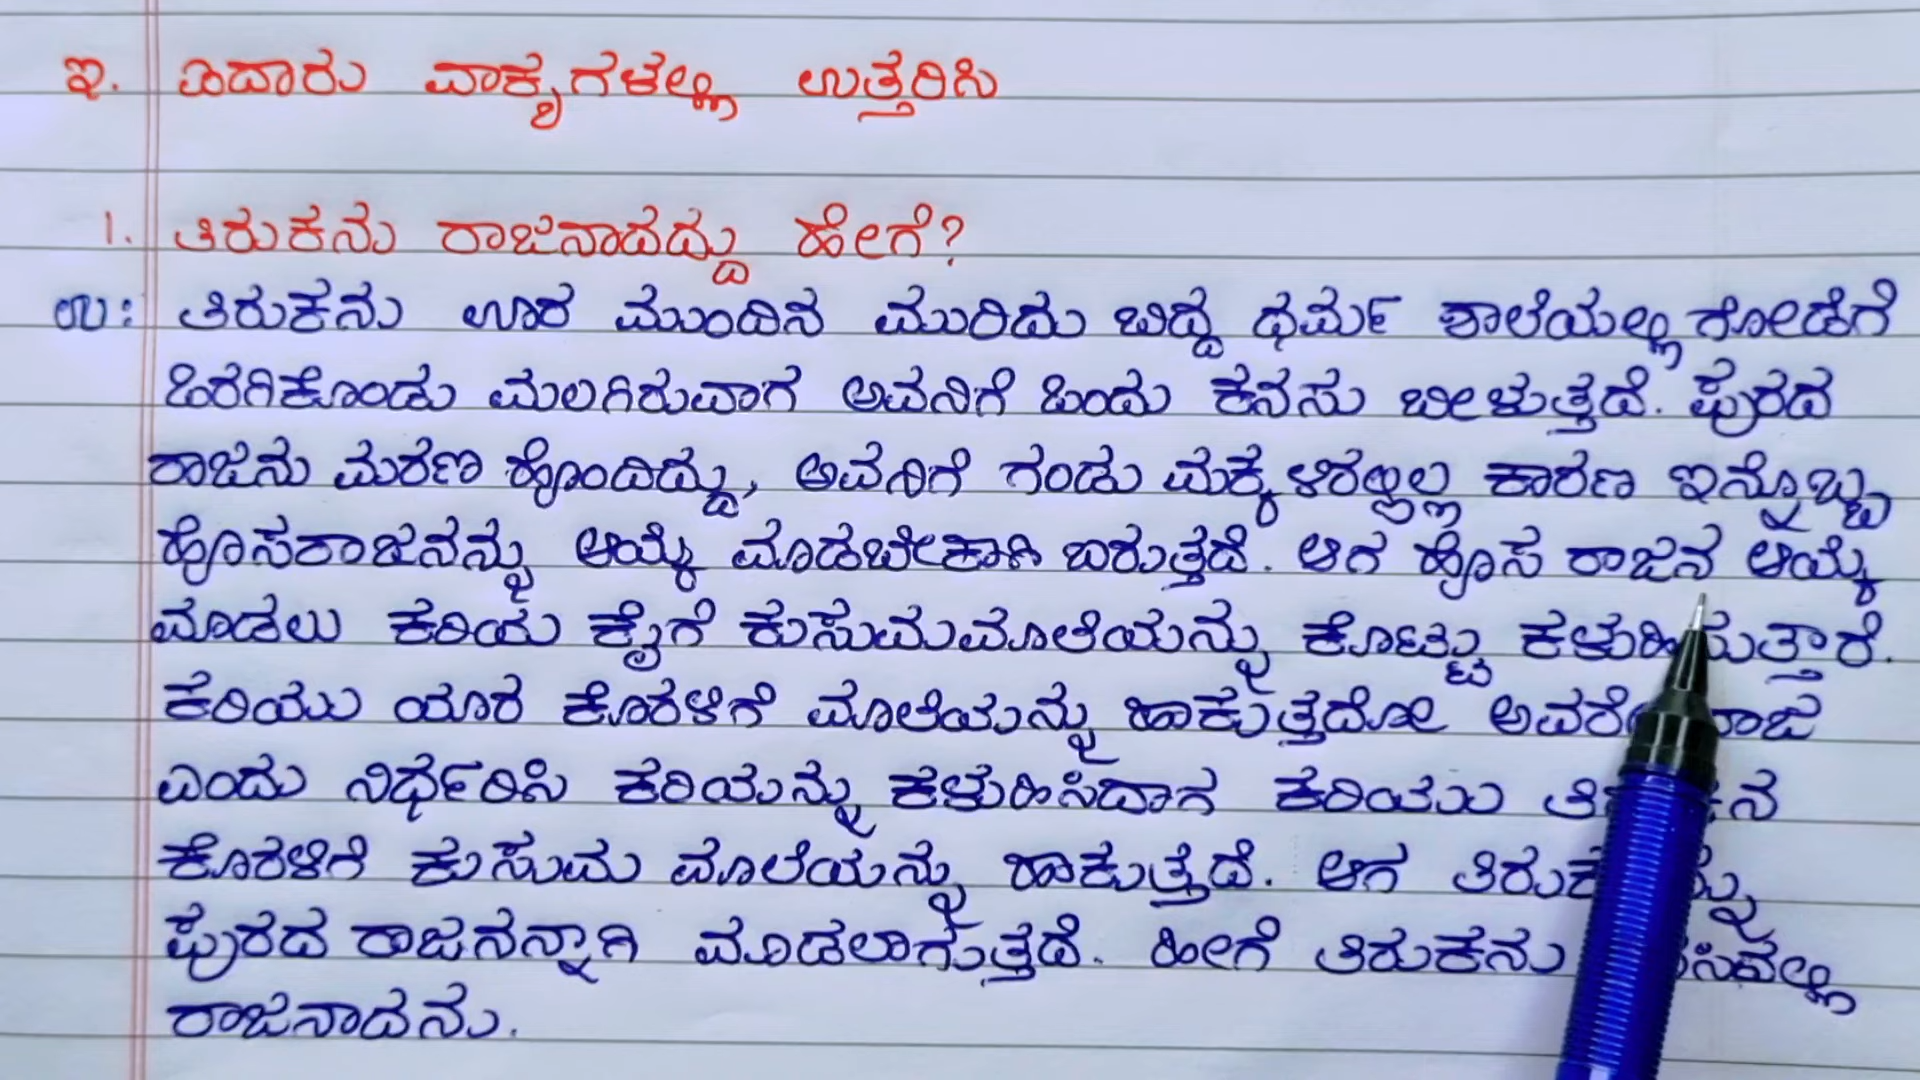 ಇ. ಐದಾರು ವಾಕ್ಯಗಳಲ್ಲಿ ಉತ್ತರಿಸಿ
1. ತಿರುಕನು ರಾಜನಾದದ್ದು ಹೇಗೆ?
ಉ: ತಿರುಕನು ಊರ ಮುಂದಿನ ಮುರಿದು ಬಿದ್ದ ಧರ್ಮ ಶಾಲೆಯಲ್ಲಿ ಗೋಡೆಗೆ
ಒರಗಿಕೊಂಡು ಮಲಗಿರುವಾಗ ಅವನಿಗೆ ಒಂದು ಕನಸು ಬೀಳುತ್ತದೆ. ಪುರದ
ರಾಜನು ಮರಣ ಹೊಂದಿದ್ದು, ಅವನಿಗೆ ಗಂಡು ಮಕ್ಕಳಿರಲ್ಲಿಲ್ಲ ಕಾರಣ ಇನ್ನೊಬ್ಬ
ಹೊಸರಾಜನನ್ನು ಆಯ್ಕೆ ಮಾಡಬೇಕಾಗಿ ಬರುತ್ತದೆ. ಆಗ ಹೊಸ ರಾಜನ ಆಯ್ಕೆ
ಮಾಡಲು ಕರಿಯ ಕೈಗೆ ಕುಸುಮಮಾಲೆಯನ್ನು ಕೊಟ್ಟು ಕಳುಹಿಸುತ್ತಾರೆ.
ಕರಿಯು ಯಾರ ಕೊರಳಿಗೆ ಮಾಲೆಯನ್ನು ಹಾಕುತ್ತದೋ ಅವರೇ ರಾಜ
ಎಂದು ನಿರ್ಧರಿಸಿ ಕರಿಯನ್ನು ಕಳುಹಿಸಿದಾಗ ಕರಿಯು
ಕೊರಳಿಗೆ ಕುಸುಮ ಮಾಲೆಯನ್ನು ಹಾಕುತ್ತದೆ. ಆಗ
ಪುರದ ರಾಜನನ್ನಾಗಿ ಮಾಡಲಾಗುತ್ತದೆ. ಹೀಗೆ ತಿರುಕನು
ರಾಜನಾದನು.